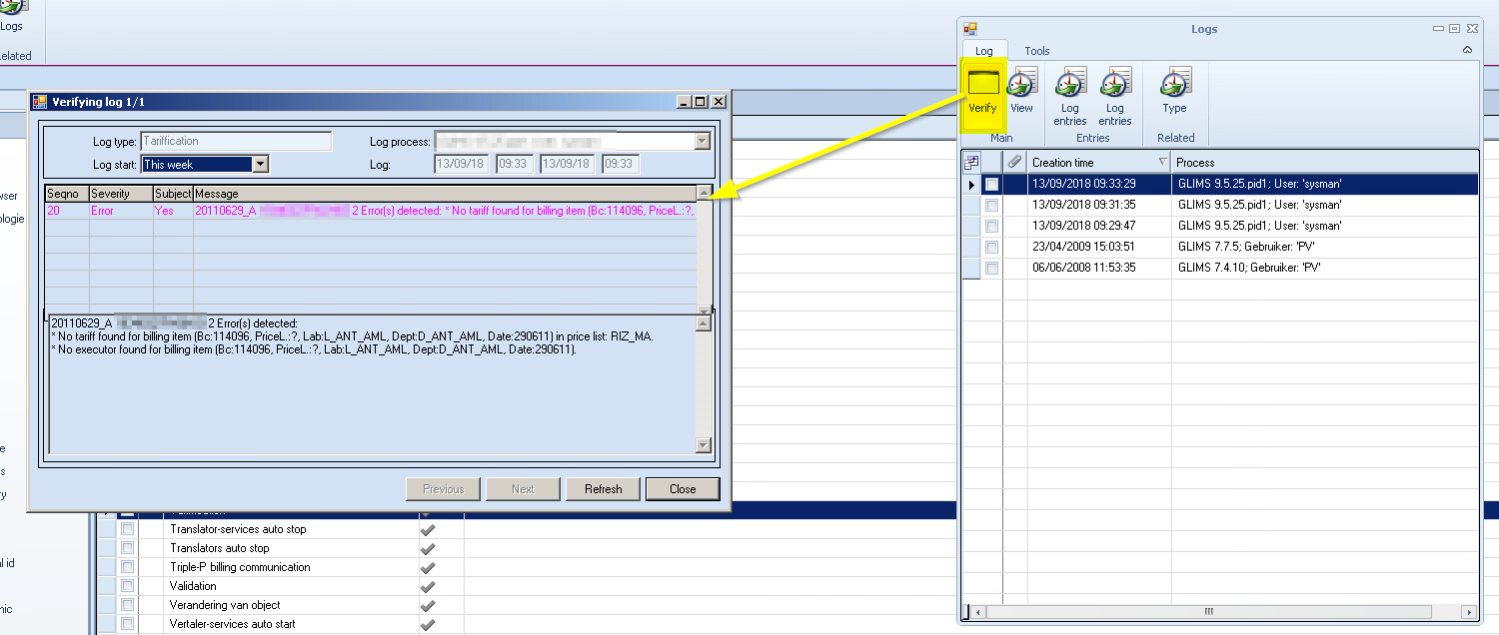 Logs
elated
wser
ologie
e
s
ry
l id
nic
Verifying log 1/1
Log type: Tariffication
Log process:
Log start: This week
Log: 13/09/18 09:33 13/09/18 09:33
Seqno Severity Subject Message
20 Error Yes 20110629_A 2 Error(s) detected: * No tariff found for billing item (Bc:114096, PriceL.:?,
20110629_A 2 Error(s) detected:
* No tariff found for billing item (Bc:114096, PriceL.:?, Lab:L_ANT_AML, Dept:D_ANT_AML, Date:290611) in price list: RIZ_MA.
* No executor found for billing item (Bc:114096, PriceL.:?, Lab:L_ANT_AML, Dept:D_ANT_AML, Date:290611).
Previous Next Refresh Close
Translator-services auto stop
Translators auto stop
Triple-P billing communication
Validation
Verandering van object
Vertaler-services auto start
Logs
Log Tools
Verify View Log entries Log entries Type
Main Entries Related
Creation time Process
13/09/2018 09:33:29 GLIMS 9.5.25.pid1; User: 'sysman'
13/09/2018 09:31:35 GLIMS 9.5.25.pid1; User: 'sysman'
13/09/2018 09:29:47 GLIMS 9.5.25.pid1; User: 'sysman'
23/04/2009 15:03:51 GLIMS 7.7.5; Gebruiker: 'PV'
06/06/2008 11:53:35 GLIMS 7.4.10; Gebruiker: 'PV'